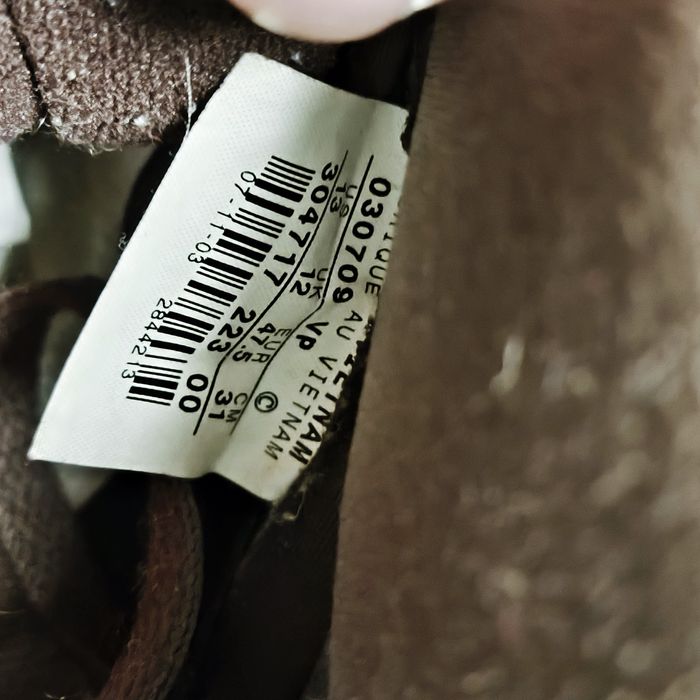 VIETNAM
AU VIETNAM
030709 VP ©
US UK EUR CM
13 12 47.5 31
304717 223 00
07-11-03 2844213